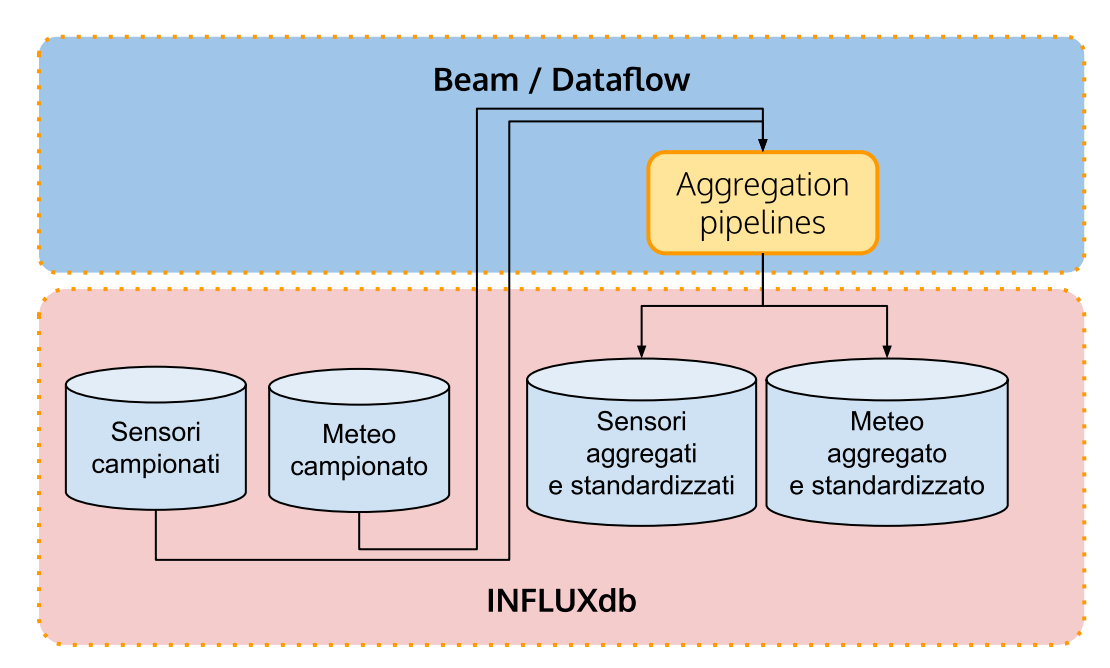 Beam / Dataflow
Aggregation
pipelines
Sensori
campionati
Meteo
campionato
Sensori
aggregati
e standardizzati
Meteo
aggregato
e standardizzato
INFLUXdb